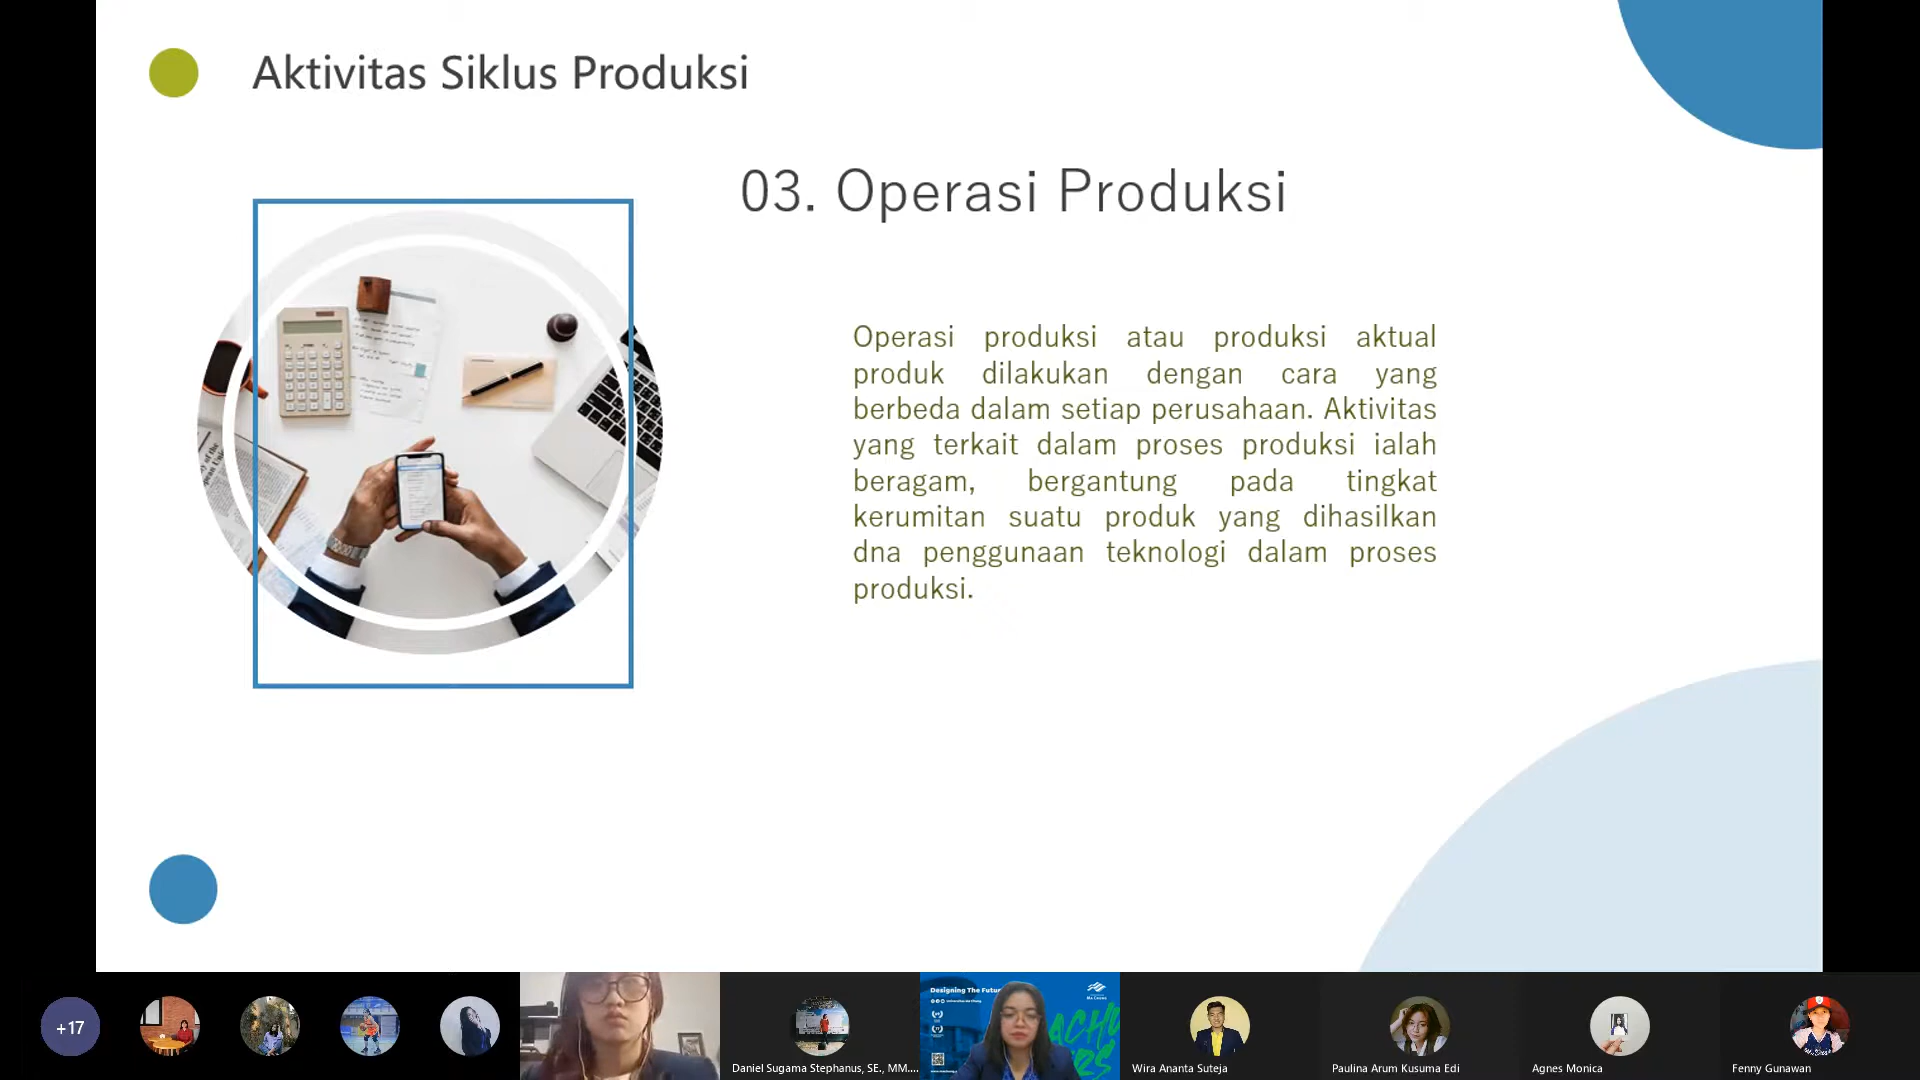 Aktivitas Siklus Produksi
03. Operasi Produksi
Operasi produksi atau produksi aktual
produk dilakukan dengan cara yang
berbeda dalam setiap perusahaan. Aktivitas
yang terkait dalam proses produksi ialah
beragam, bergantung pada tingkat
kerumitan suatu produk yang dihasilkan
dna penggunaan teknologi dalam proses
produksi.
+17
Designing The Futur
Daniel Sugama Stephanus, SE., MM....
Wira Ananta Suteja
Paulina Arum Kusuma Edi
Agnes Monica
Fenny Gunawan